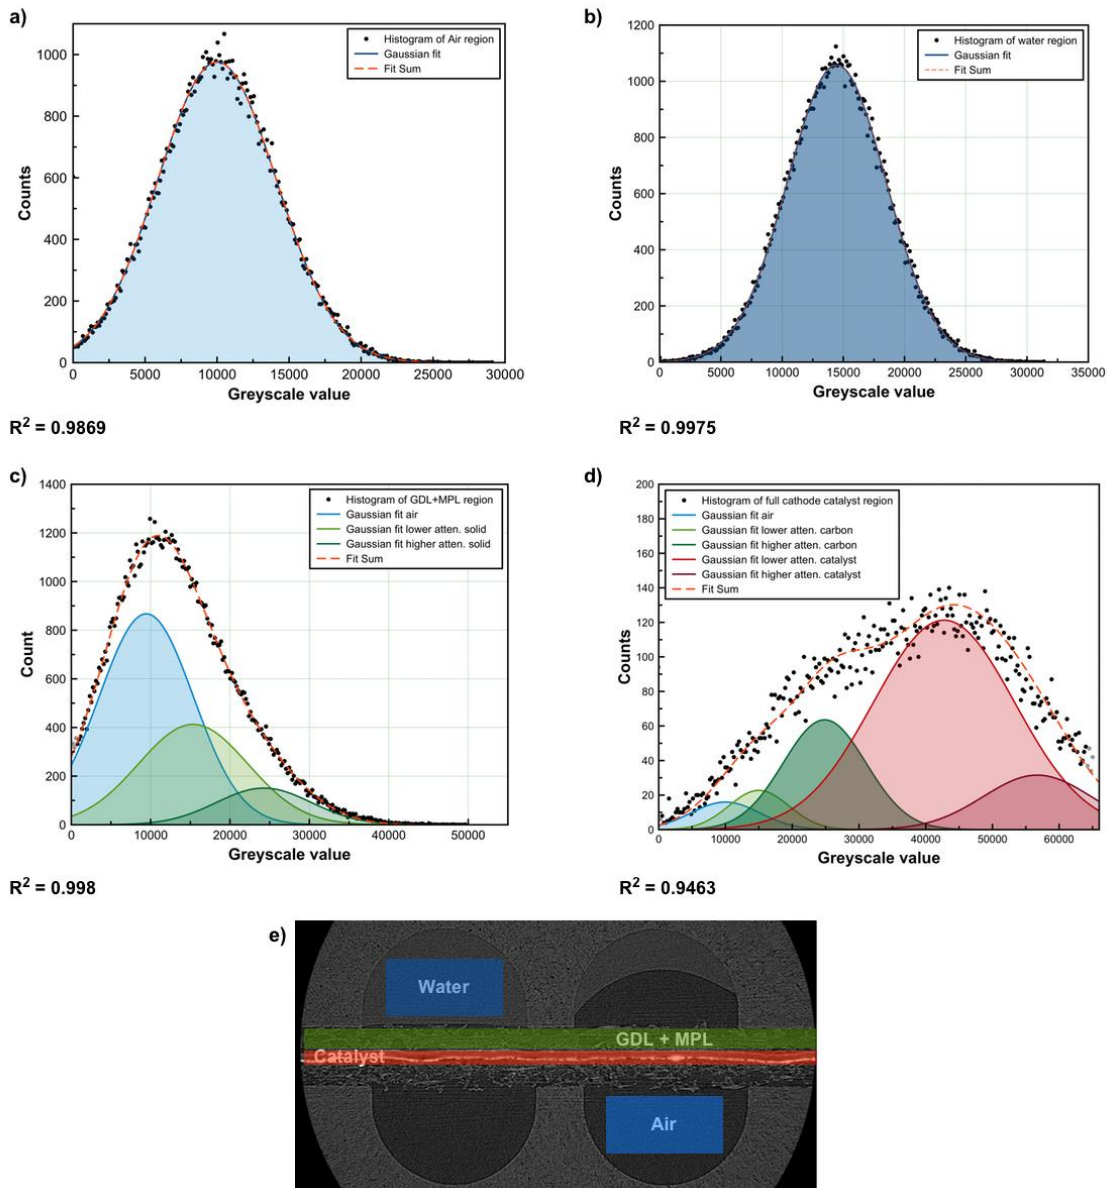 a)
1000
800
600
400
200
0
Counts
0 5000 10000 15000 20000 25000 30000
Greyscale value
Histogram of Air region
Gaussian fit
Fit Sum
R² = 0.9869
b)
1200
1000
800
600
400
200
0
Counts
0 5000 10000 15000 20000 25000 30000 35000
Greyscale value
Histogram of water region
Gaussian fit
Fit Sum
R² = 0.9975
c)
1400
1200
1000
800
600
400
200
0
Count
0 10000 20000 30000 40000 50000
Greyscale value
Histogram of GDL+MPL region
Gaussian fit air
Gaussian fit lower atten. solid
Gaussian fit higher atten. solid
Fit Sum
R² = 0.998
d)
200
180
160
140
120
100
80
60
40
20
0
Counts
0 10000 20000 30000 40000 50000 60000
Greyscale value
Histogram of full cathode catalyst region
Gaussian fit air
Gaussian fit lower atten. carbon
Gaussian fit higher atten. carbon
Gaussian fit lower atten. catalyst
Gaussian fit higher atten. catalyst
Fit Sum
R² = 0.9463
e)
Water
GDL + MPL
Catalyst
Air